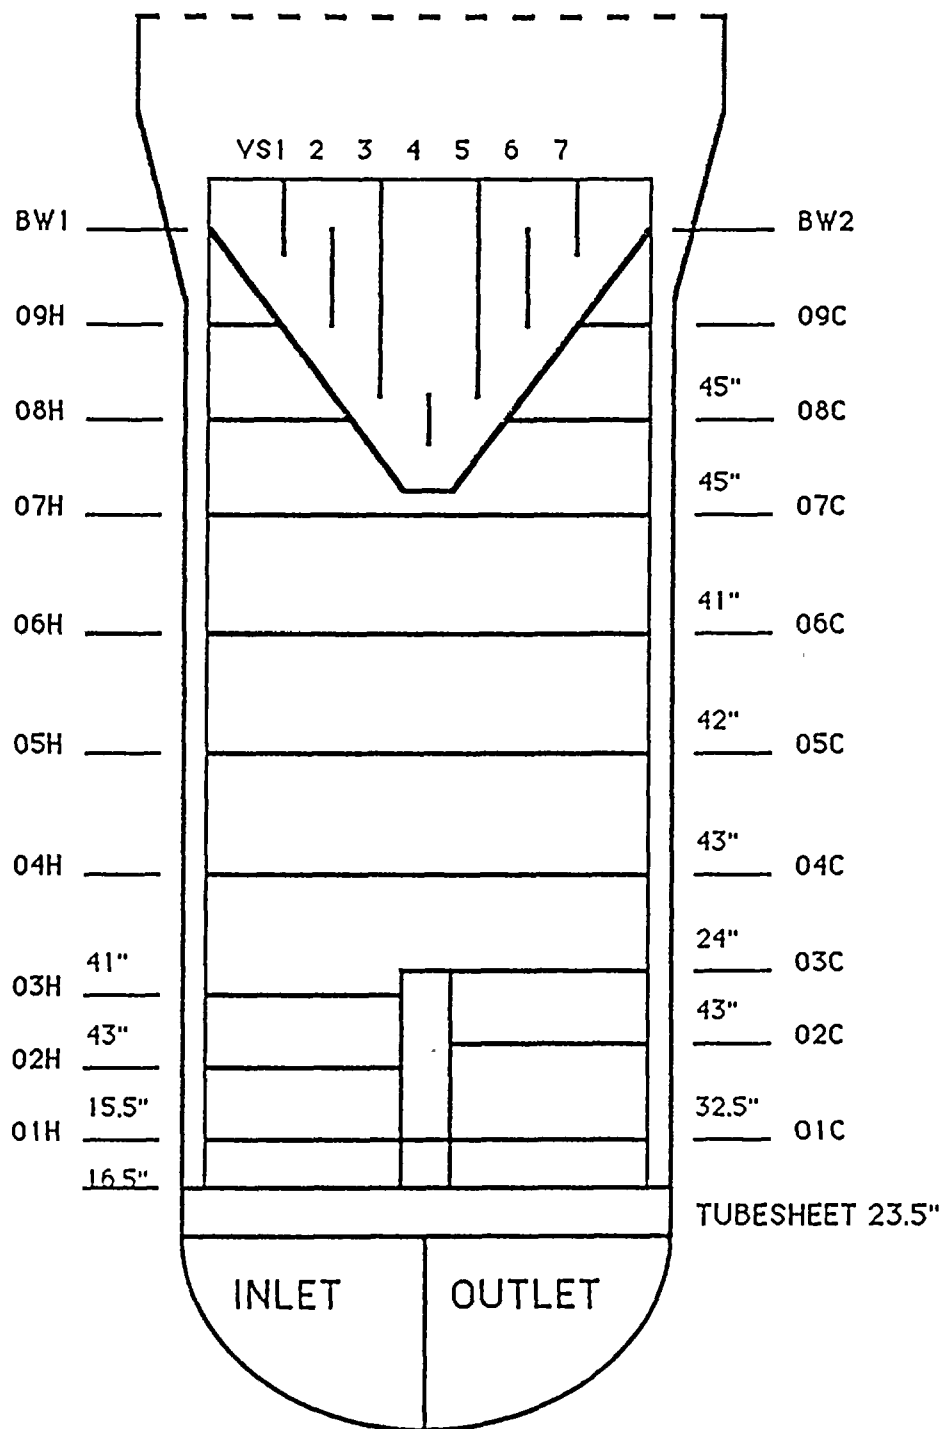 VS1 2 3 4 5 6 7
BW1 BW2
09H 09C
45"
08H 08C
45"
07H 07C
41"
06H 06C
42"
05H 05C
43"
04H 04C
24"
41" 03C
03H
43"
43" 02C
02H
15.5" 32.5"
01H 01C
16.5"
TUBESHEET 23.5"
INLET OUTLET